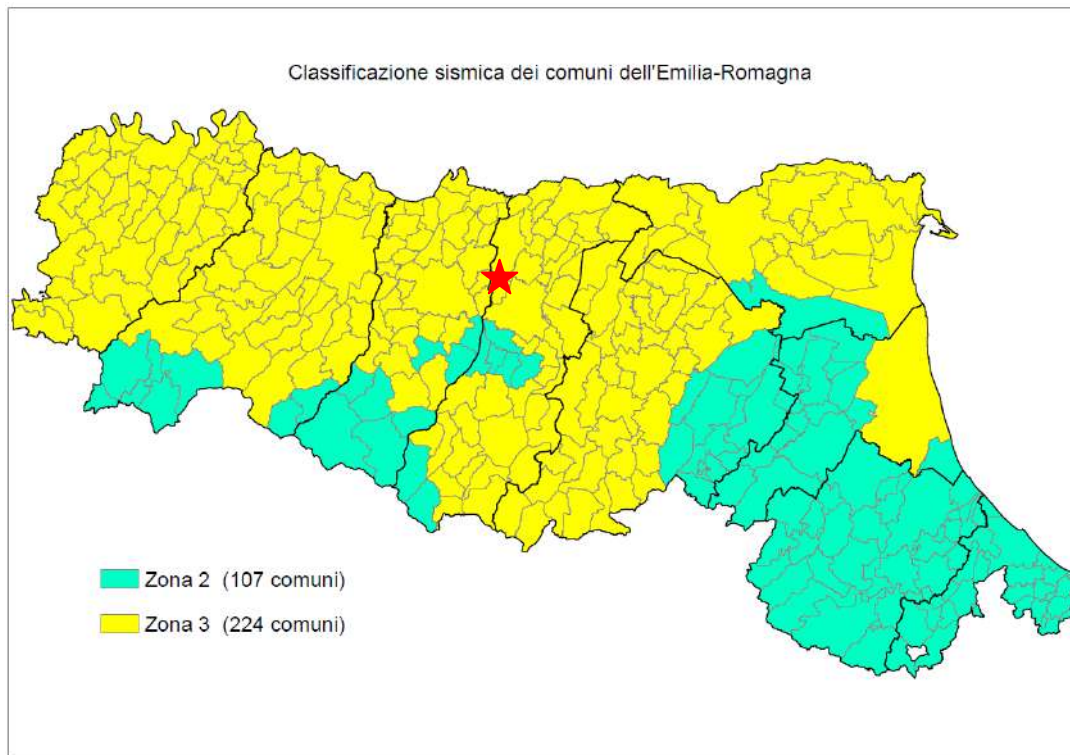 Classificazione sismica dei comuni dell'Emilia-Romagna
Zona 2 (107 comuni)
Zona 3 (224 comuni)